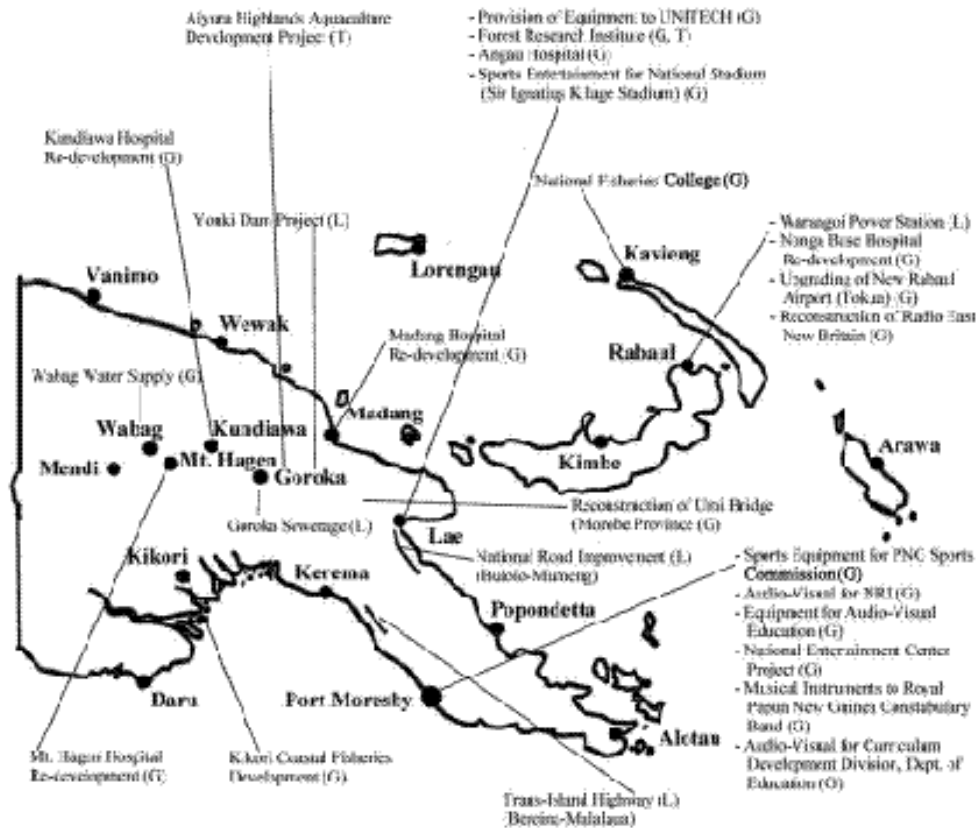 Aiyura Highlands Aquaculture
Development Project (T)
- Provision of Equipment to UNITECH (G)
- Forest Research Institute (G, T)
- Angau Hospital (G)
- Sports Entertainment for National Stadium
(Sir Ignatius Kilage Stadium) (G)
Kundiawa Hospital
Re-development (G)
National Fisheries College (G)
Yonki Dam Project (L)
- Warangoi Power Station (L)
- Nonga Base Hospital
Re-development (G)
- Upgrading of New Rabaul
Airport (Tokua) (G)
- Reconstruction of Radio East
New Britain (G)
Lorengau
Kavieng
Vanimo
Wewak
Madang Hospital
Re-development (G)
Rabaul
Wabag Water Supply (G)
Madang
Wabag
Kundiawa
Mendi
Mt. Hagen
Goroka
Kimbe
Arawa
Reconstruction of Umi Bridge
(Morobe Province (G)
Goroka Sewerage (L)
Lae
National Road Improvement (L)
(Bulolo-Mumeng)
Kikori
Kerema
- Sports Equipment for PNG Sports
Commission (G)
- Audio-Visual for NRI (G)
- Equipment for Audio-Visual
Education (G)
- National Entertainment Center
Project (G)
- Musical Instruments to Royal
Papua New Guinea Constabulary
Band (G)
- Audio-Visual for Curriculum
Development Division, Dept. of
Education (G)
Popondetta
Daru
Port Moresby
Alotau
Mt. Hagen Hospital
Re-development (G)
Kikori Coastal Fisheries
Development (G)
Trans-Island Highway (L)
(Bereina-Malalaua)